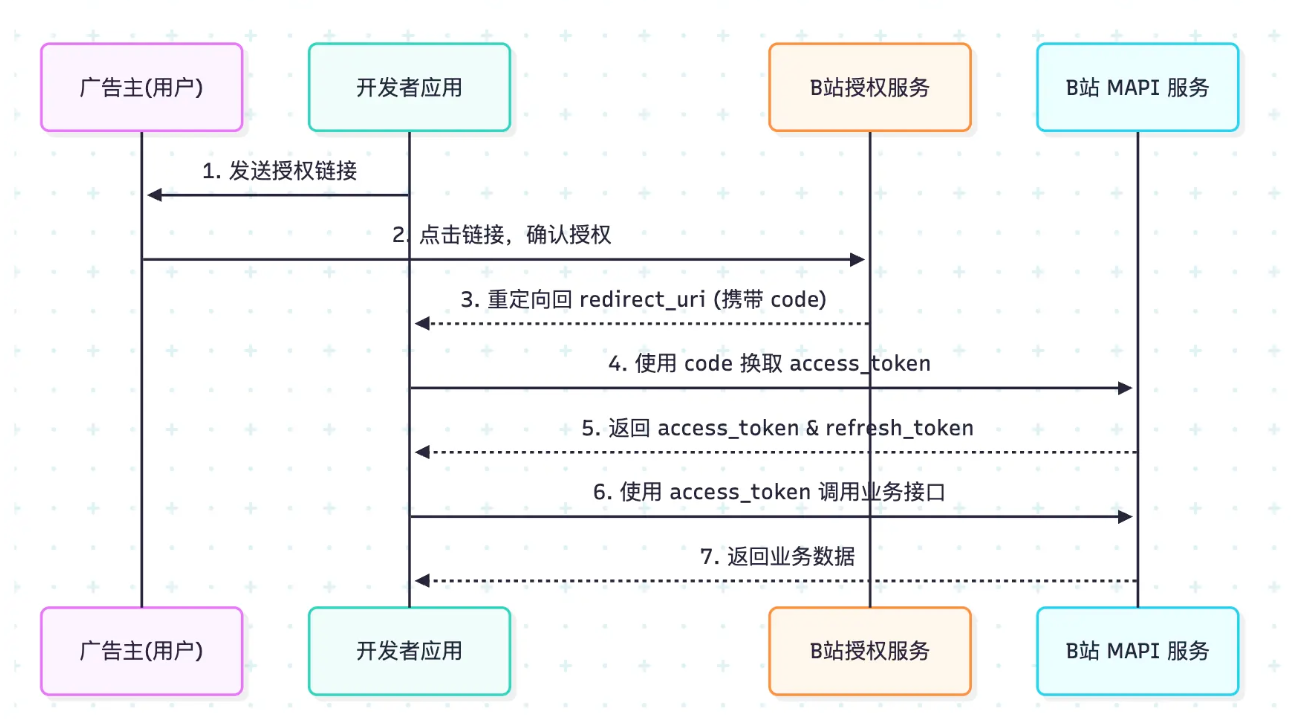 广告主(用户)
开发者应用
B站授权服务
B站 MAPI 服务
1. 发送授权链接
2. 点击链接，确认授权
3. 重定向回 redirect_uri (携带 code)
4. 使用 code 换取 access_token
5. 返回 access_token & refresh_token
6. 使用 access_token 调用业务接口
7. 返回业务数据
广告主(用户)
开发者应用
B站授权服务
B站 MAPI 服务